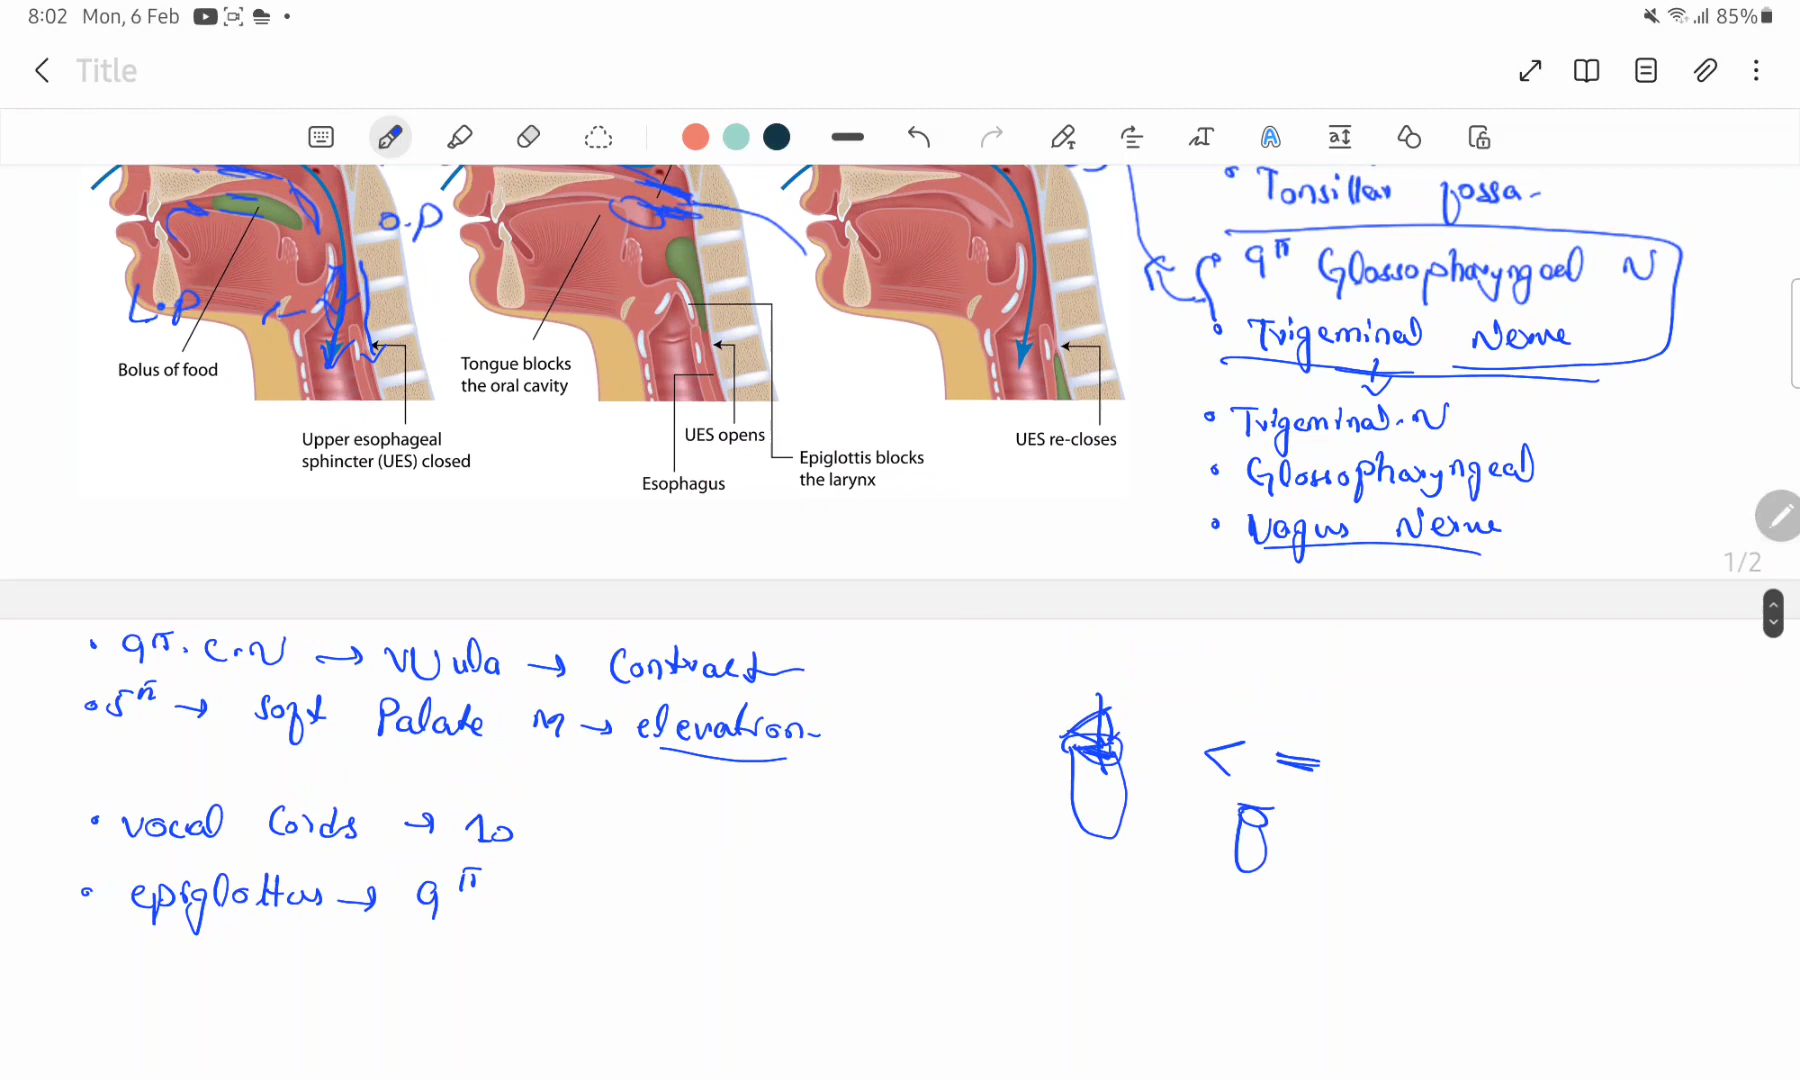 8:02 Mon, 6 Feb
85%
Title
O.P
L.P
Bolus of food
Upper esophageal
sphincter (UES) closed
Tongue blocks
the oral cavity
UES opens
Esophagus
Epiglottis blocks
the larynx
UES re-closes
• Tonsillar fossa -
• 9th Glossopharyngeal N
• Trigeminal Nerve
• Trigeminal. N
• Glossopharyngeal
• Vagus Nerve
1/2
• 9th. C.N → Uvula → Contract
• 5th → Soft Palate M → elevation -
• vocal Cords → 10
• epiglottus → 9th
< =